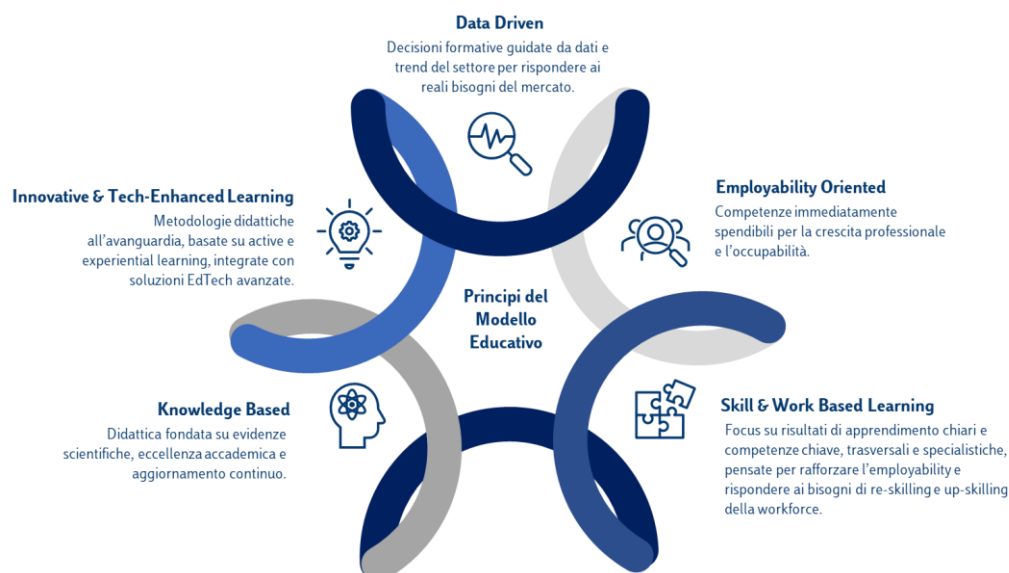 Data Driven
Decisioni formative guidate da dati e
trend del settore per rispondere ai
reali bisogni del mercato.
Innovative & Tech-Enhanced Learning
Metodologie didattiche
all’avanguardia, basate su active e
experiential learning, integrate con
soluzioni EdTech avanzate.
Employability Oriented
Competenze immediatamente
spendibili per la crescita professionale
e l’occupabilità.
Principi del
Modello
Educativo
Knowledge Based
Didattica fondata su evidenze
scientifiche, eccellenza accademica e
aggiornamento continuo.
Skill & Work Based Learning
Focus su risultati di apprendimento chiari e
competenze chiave, trasversali e specialistiche,
pensate per rafforzare l’employability e
rispondere ai bisogni di re-skilling e up-skilling
della workforce.